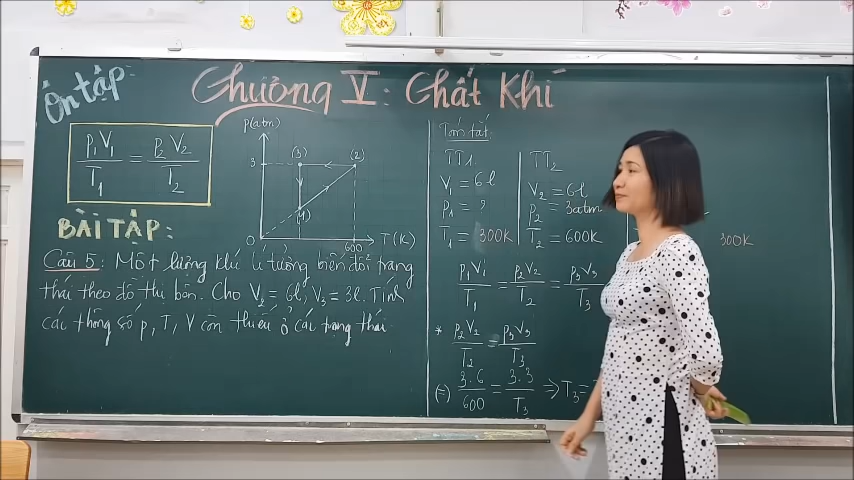 Ôn tập
Chương V: Chất Khí
p₁V₁/T₁ = p₂V₂/T₂
p(atm)
3
(3)
(2)
(1)
0
600
T(K)
BÀI TẬP:
Câu 5: Một lượng khí lí tưởng biến đổi trạng
thái theo đồ thị bên. Cho V₂ = 6l, V₃ = 3l. Tính
các thông số p, T, V còn thiếu ở các trạng thái
Tóm tắt
TT₁
V₁ = 6l
p₁ = ?
T₁ = 300K
TT₂
V₂ = 6l
p₂ = 3atm
T₂ = 600K
300K
p₁V₁/T₁ = p₂V₂/T₂ = p₃V₃/T₃
* p₂V₂/T₂ = p₃V₃/T₃
(=) 3.6/600 = 3.3/T₃ => T₃ =